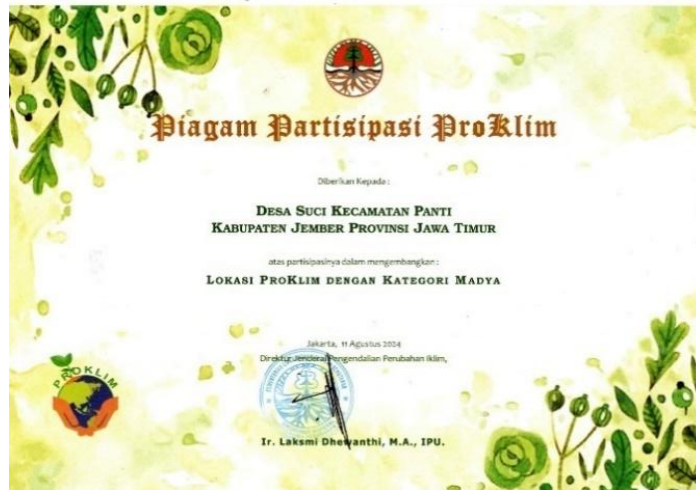 Piagam Partisipasi ProKlim
Diberikan Kepada :
DESA SUCI KECAMATAN PANTI
KABUPATEN JEMBER PROVINSI JAWA TIMUR
atas partisipasinya dalam mengembangkan :
LOKASI PROKLIM DENGAN KATEGORI MADYA
Jakarta, 11 Agustus 2024
Direktur Jenderal Pengendalian Perubahan Iklim,
PROKLIM
Ir. Laksmi Dhewanthi, M.A., IPU.